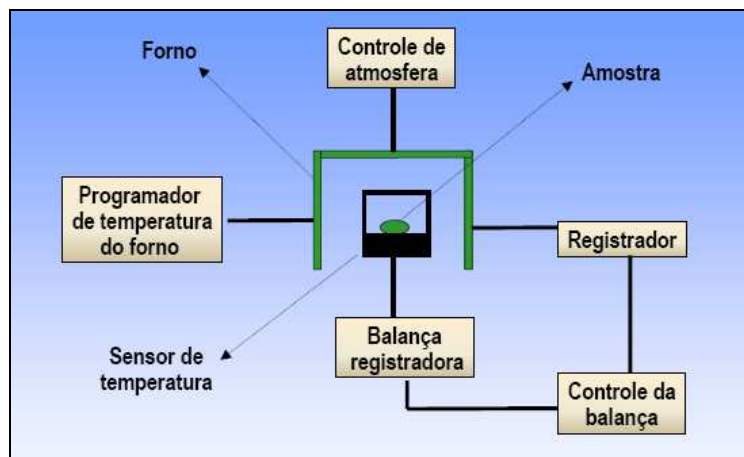 Forno
Controle de
atmosfera
Amostra
Programador
de temperatura
do forno
Registrador
Sensor de
temperatura
Balança
registradora
Controle da
balança